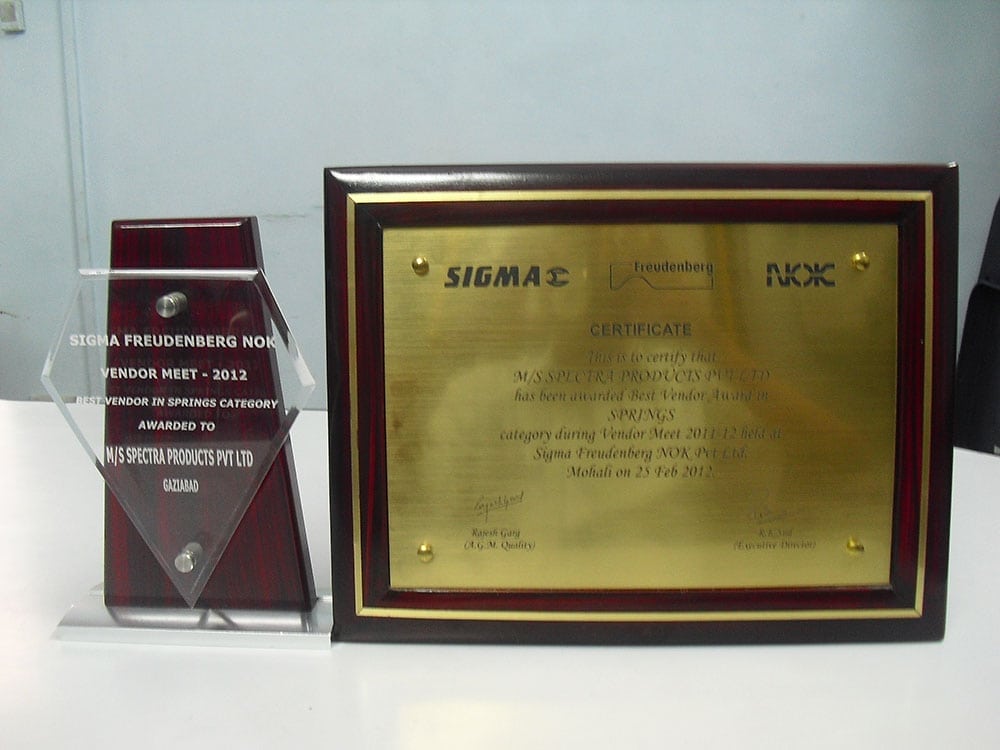 SIGMA FREUDENBERG NOK
VENDOR MEET - 2012
BEST VENDOR IN SPRINGS CATEGORY
AWARDED TO
M/S SPECTRA PRODUCTS PVT LTD
GAZIABAD
SIGMA Freudenberg NOK
CERTIFICATE
This is to certify that
M/S SPECTRA PRODUCTS PVT LTD
has been awarded Best Vendor Award in
SPRINGS
category during Vendor Meet 2011-12 held at
Sigma Freudenberg NOK Pvt Ltd.
Mohali on 25 Feb 2012.
Rajesh Garg
(A.G.M. Quality)
(Executive Director)